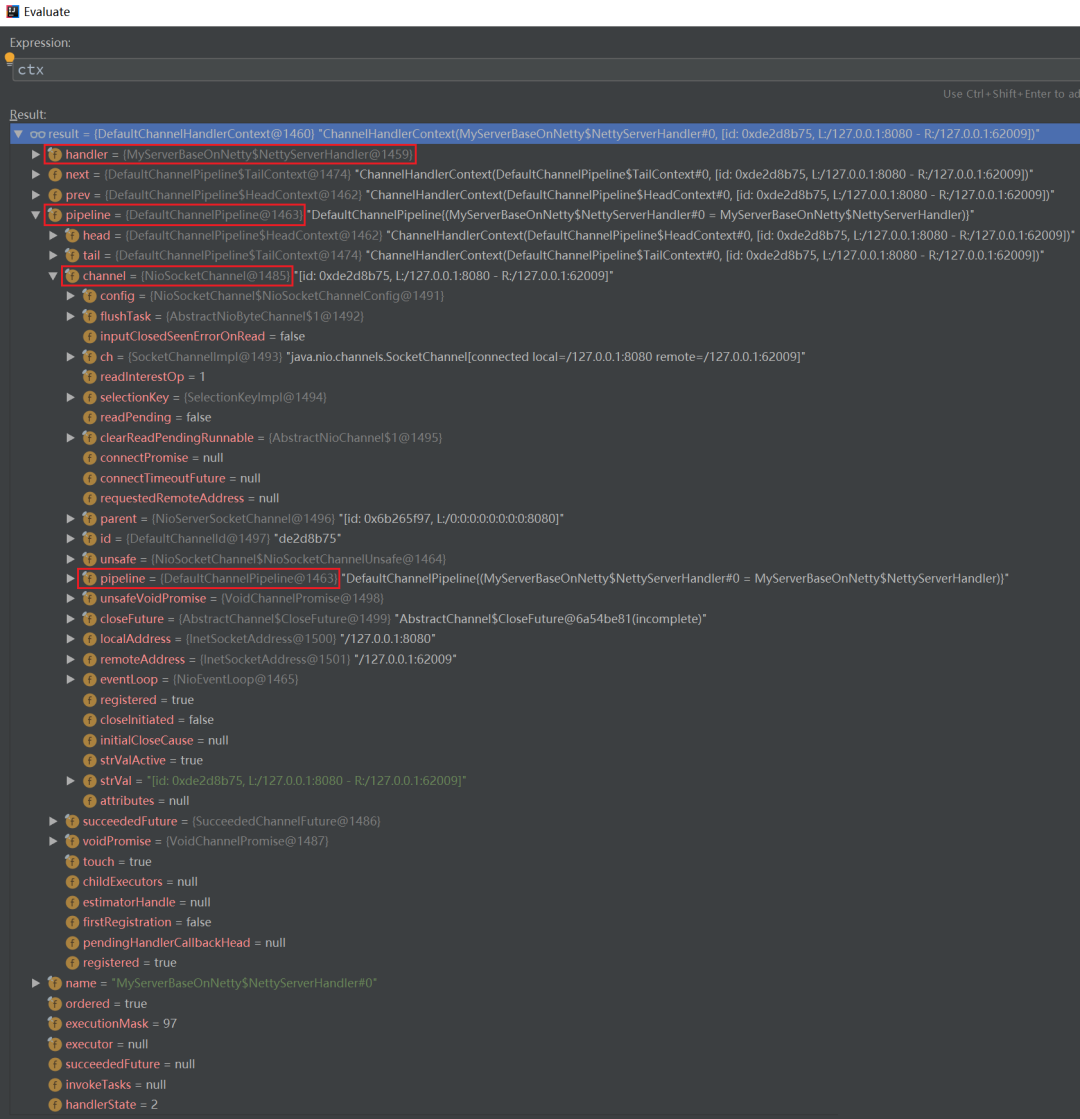 Evaluate
Expression:
ctx
Use Ctrl+Shift+Enter to ad
Result:
result = {DefaultChannelHandlerContext@1460} "ChannelHandlerContext(MyServerBaseOnNetty$NettyServerHandler#0, [id: 0xde2d8b75, L:/127.0.0.1:8080 - R:/127.0.0.1:62009])"
handler = {MyServerBaseOnNetty$NettyServerHandler@1459}
next = {DefaultChannelPipeline$TailContext@1474} "ChannelHandlerContext(DefaultChannelPipeline$TailContext#0, [id: 0xde2d8b75, L:/127.0.0.1:8080 - R:/127.0.0.1:62009])"
prev = {DefaultChannelPipeline$HeadContext@1462} "ChannelHandlerContext(DefaultChannelPipeline$HeadContext#0, [id: 0xde2d8b75, L:/127.0.0.1:8080 - R:/127.0.0.1:62009])"
pipeline = {DefaultChannelPipeline@1463} "DefaultChannelPipeline{(MyServerBaseOnNetty$NettyServerHandler#0 = MyServerBaseOnNetty$NettyServerHandler)}"
head = {DefaultChannelPipeline$HeadContext@1462} "ChannelHandlerContext(DefaultChannelPipeline$HeadContext#0, [id: 0xde2d8b75, L:/127.0.0.1:8080 - R:/127.0.0.1:62009])"
tail = {DefaultChannelPipeline$TailContext@1474} "ChannelHandlerContext(DefaultChannelPipeline$TailContext#0, [id: 0xde2d8b75, L:/127.0.0.1:8080 - R:/127.0.0.1:62009])"
channel = {NioSocketChannel@1485} "[id: 0xde2d8b75, L:/127.0.0.1:8080 - R:/127.0.0.1:62009]"
config = {NioSocketChannel$NioSocketChannelConfig@1491}
flushTask = {AbstractNioByteChannel$1@1492}
inputClosedSeenErrorOnRead = false
ch = {SocketChannelImpl@1493} "java.nio.channels.SocketChannel[connected local=/127.0.0.1:8080 remote=/127.0.0.1:62009]"
readInterestOp = 1
selectionKey = {SelectionKeyImpl@1494}
readPending = false
clearReadPendingRunnable = {AbstractNioChannel$1@1495}
connectPromise = null
connectTimeoutFuture = null
requestedRemoteAddress = null
parent = {NioServerSocketChannel@1496} "[id: 0x6b265f97, L:/0:0:0:0:0:0:0:0:8080]"
id = {DefaultChannelId@1497} "de2d8b75"
unsafe = {NioSocketChannel$NioSocketChannelUnsafe@1464}
pipeline = {DefaultChannelPipeline@1463} "DefaultChannelPipeline{(MyServerBaseOnNetty$NettyServerHandler#0 = MyServerBaseOnNetty$NettyServerHandler)}"
unsafeVoidPromise = {VoidChannelPromise@1498}
closeFuture = {AbstractChannel$CloseFuture@1499} "AbstractChannel$CloseFuture@6a54be81(incomplete)"
localAddress = {InetSocketAddress@1500} "/127.0.0.1:8080"
remoteAddress = {InetSocketAddress@1501} "/127.0.0.1:62009"
eventLoop = {NioEventLoop@1465}
registered = true
closeInitiated = false
initialCloseCause = null
strValActive = true
strVal = "[id: 0xde2d8b75, L:/127.0.0.1:8080 - R:/127.0.0.1:62009]"
attributes = null
succeededFuture = {SucceededChannelFuture@1486}
voidPromise = {VoidChannelPromise@1487}
touch = true
childExecutors = null
estimatorHandle = null
firstRegistration = false
pendingHandlerCallbackHead = null
registered = true
name = "MyServerBaseOnNetty$NettyServerHandler#0"
ordered = true
executionMask = 97
executor = null
succeededFuture = null
invokeTasks = null
handlerState = 2